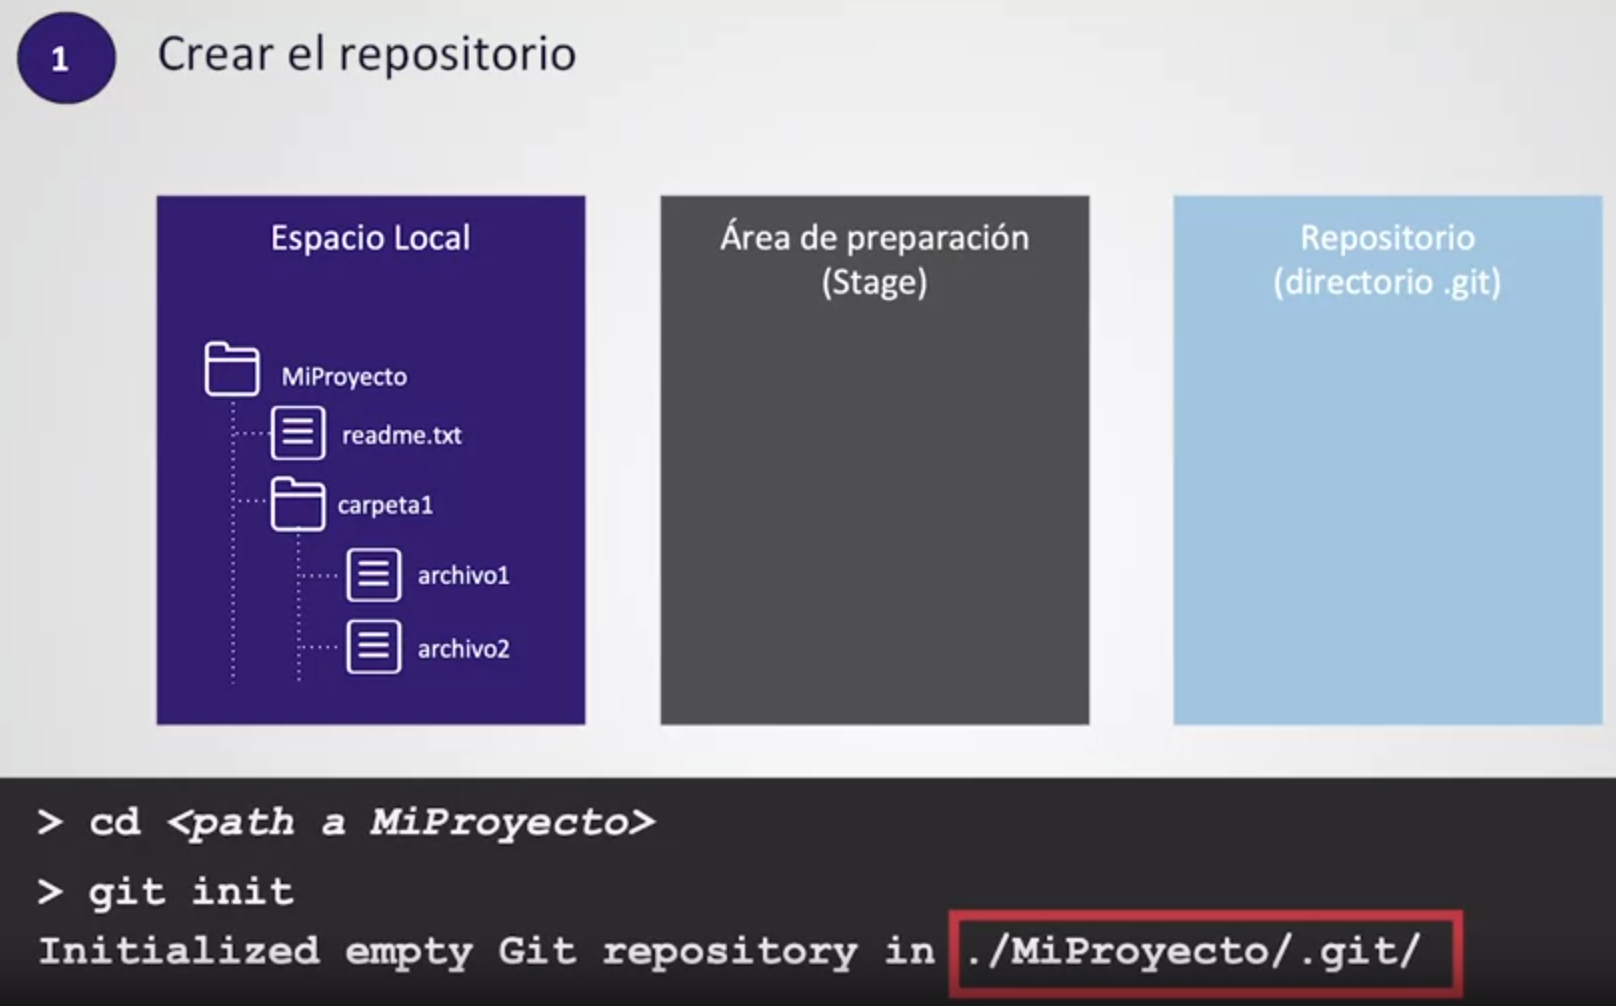 1
Crear el repositorio
Espacio Local
MiProyecto
readme.txt
carpeta1
archivo1
archivo2
Área de preparación
(Stage)
Repositorio
(directorio .git)
> cd <path a MiProyecto>
> git init
Initialized empty Git repository in ./MiProyecto/.git/